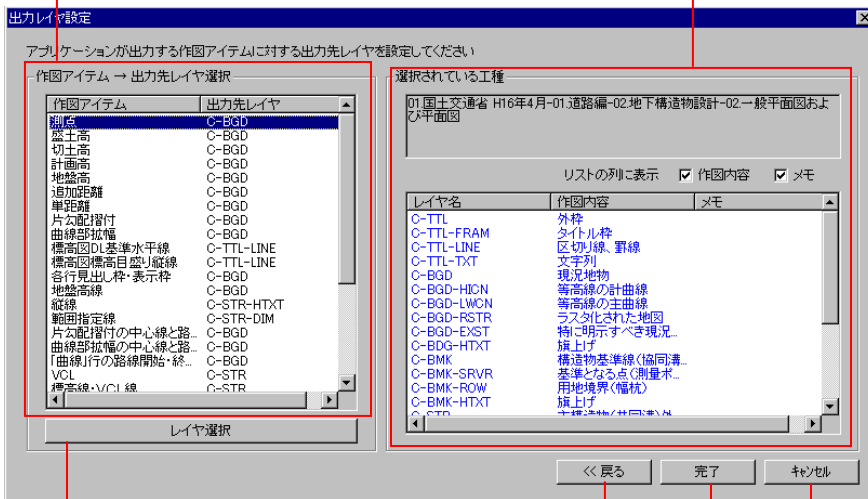 出力レイヤ設定
アプリケーションが出力する作図アイテムに対する出力先レイヤを設定してください
作図アイテム → 出力先レイヤ選択
作図アイテム 出力先レイヤ
測点 C-BGD
盛土高 C-BGD
切土高 C-BGD
計画高 C-BGD
地盤高 C-BGD
追加距離 C-BGD
単距離 C-BGD
片勾配摺付 C-BGD
曲線部拡幅 C-BGD
標高図DL基準水平線 C-TTL-LINE
標高図標高目盛り縦線 C-TTL-LINE
各行見出し枠・表示枠 C-BGD
地盤高線 C-BGD
縦線 C-STR-HTXT
範囲指定線 C-STR-DIM
片勾配摺付の中心線と路... C-BGD
曲線部拡幅の中心線と路... C-BGD
「曲線」行の路線開始・終... C-BGD
VCL C-STR
標高線・VCL線 C-STR
レイヤ選択
選択されている工種
01.国土交通省 H16年4月-01.道路編-02.地下構造物設計-02.一般平面図およ
び平面図
リストの列に表示 作図内容 メモ
レイヤ名 作図内容 メモ
C-TTL 外枠
C-TTL-FRAM タイトル枠
C-TTL-LINE 区切り線、罫線
C-TTL-TXT 文字列
C-BGD 現況地物
C-BGD-HICN 等高線の計曲線
C-BGD-LWCN 等高線の主曲線
C-BGD-RSTR ラスタ化された地図
C-BGD-EXST 特に明示すべき現況...
C-BDG-HTXT 旗上げ
C-BMK 構造物基準線(協同溝...
C-BMK-SRVR 基準となる点(測量ポ...
C-BMK-ROW 用地境界(幅杭)
C-BMK-HTXT 旗上げ
C-STR 主構造物(共同溝)外...
<< 戻る 完了 キャンセル